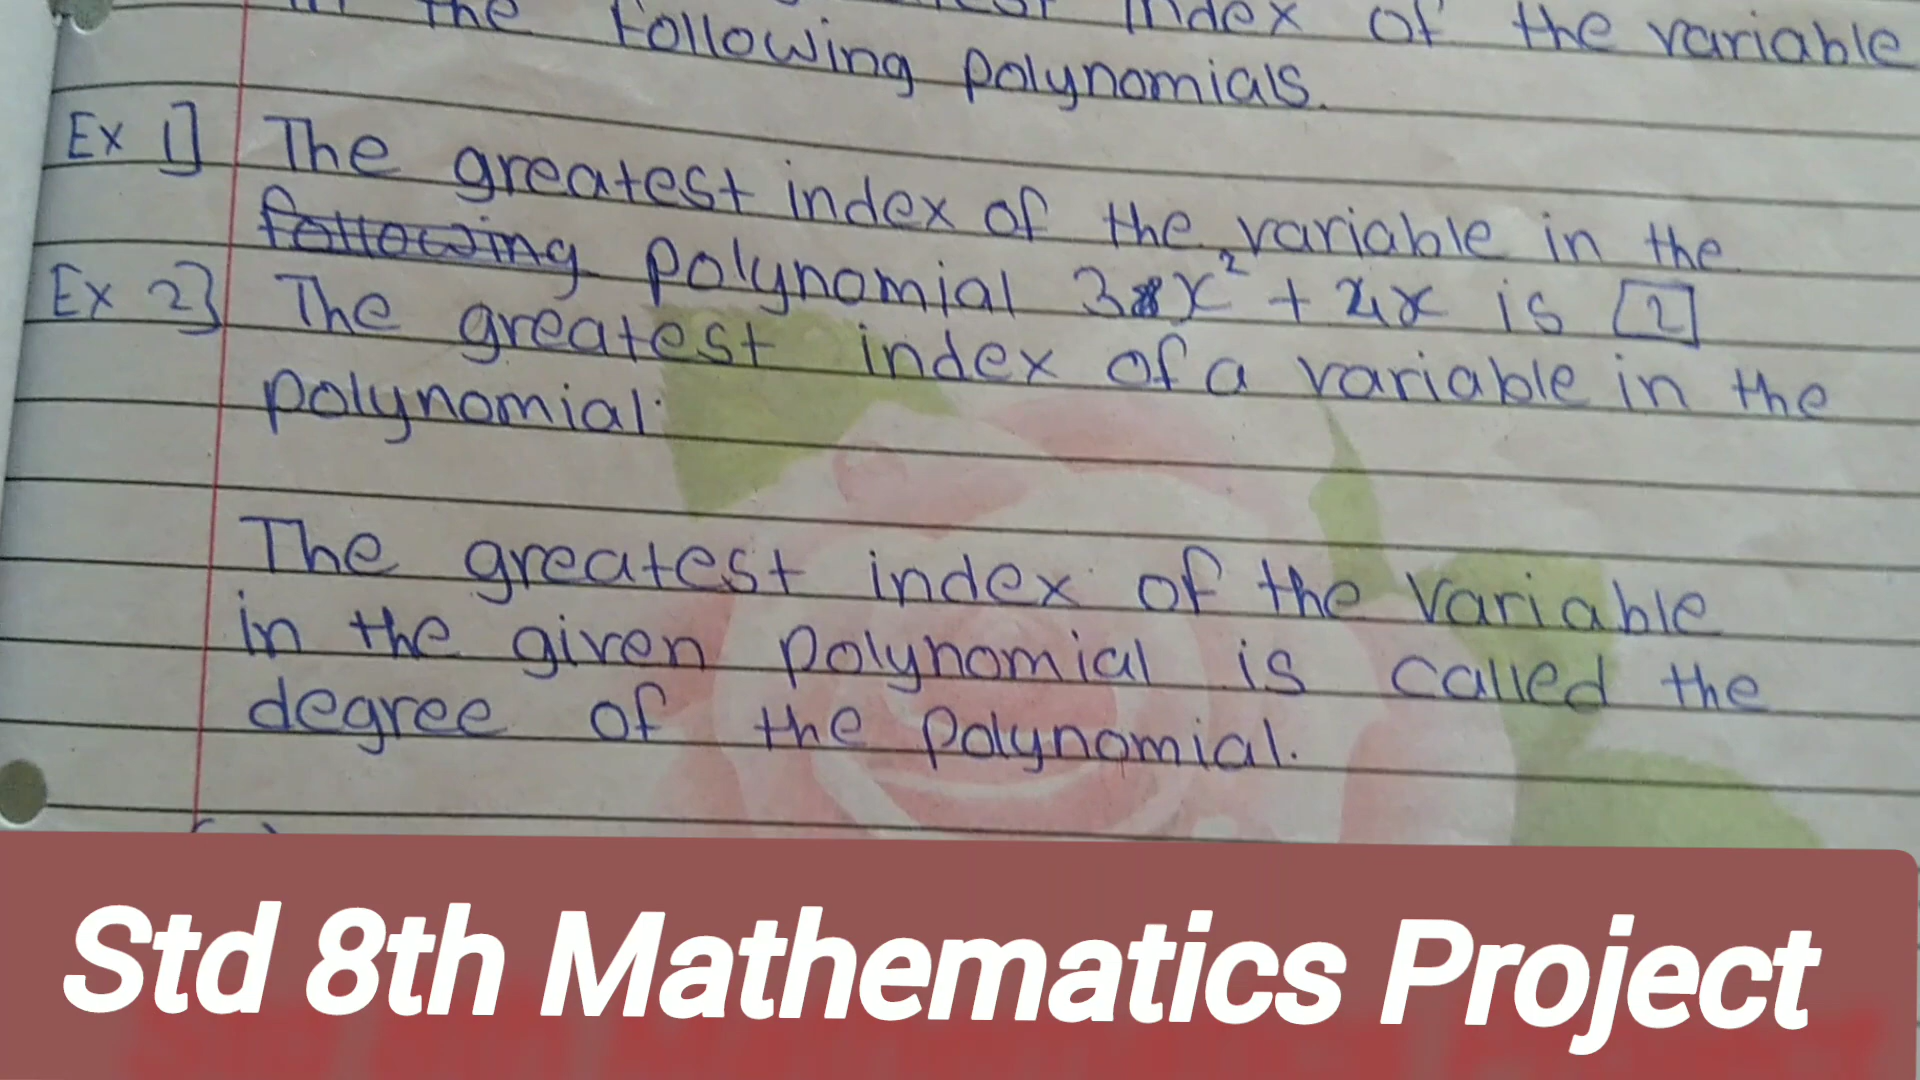 the following polynomials.
index of the variable
Ex 1] The greatest index of the variable in the
following polynomial 3x² + 4x is [2]
Ex 2] The greatest index of a variable in the
polynomial.
The greatest index of the variable
in the given polynomial is called the
degree of the polynomial.
Std 8th Mathematics Project